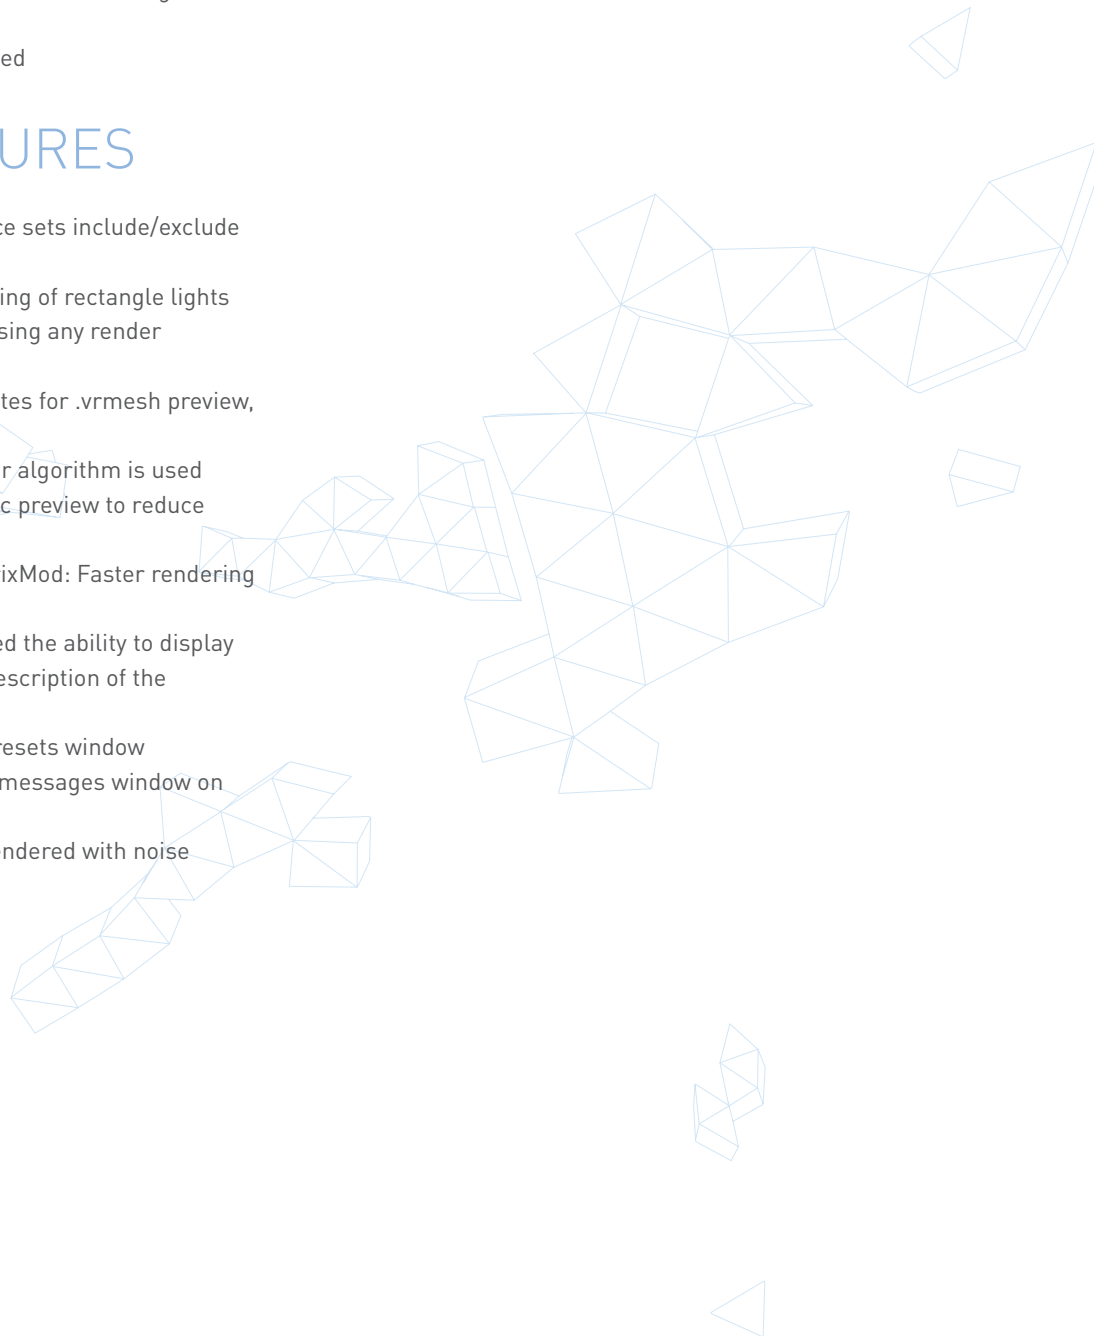 ed
URES
ce sets include/exclude
ing of rectangle lights
sing any render
tes for .vrmesh preview,
r algorithm is used
c preview to reduce
ixMod: Faster rendering
ed the ability to display
escription of the
resets window
messages window on
endered with noise